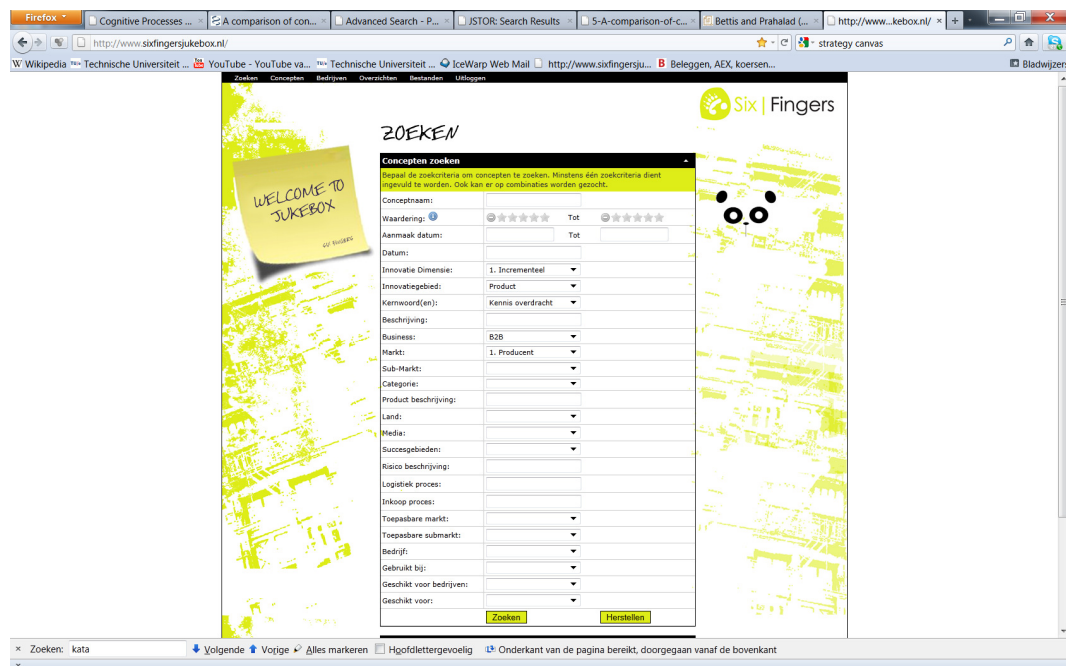 Firefox
Cognitive Processes ...
A comparison of con...
Advanced Search - P...
JSTOR: Search Results
5-A-comparison-of-c...
Bettis and Prahalad (...
http://www...kebox.nl/
http://www.sixfingersjukebox.nl/
strategy canvas
Wikipedia
Technische Universiteit ...
YouTube - YouTube va...
Technische Universiteit ...
IceWarp Web Mail
http://www.sixfingersju...
Beleggen, AEX, koersen...
Bladwijzers
Zoeken Concepten Bedrijven Overzichten Bestanden Uitloggen
Six | Fingers
ZOEKEN
WELCOME TO
JUKEBOX
SIX FINGERS
Concepten zoeken
Bepaal de zoekcriteria om concepten te zoeken. Minstens één zoekcriteria dient
ingevuld te worden. Ook kan er op combinaties worden gezocht.
Conceptnaam:
Waardering: Tot
Aanmaak datum: Tot
Datum:
Innovatie Dimensie: 1. Incrementeel
Innovatiegebied: Product
Kernwoord(en): Kennis overdracht
Beschrijving:
Business: B2B
Markt: 1. Producent
Sub-Markt:
Categorie:
Product beschrijving:
Land:
Media:
Succesgebieden:
Risico beschrijving:
Logistiek proces:
Inkoop proces:
Toepasbare markt:
Toepasbare submarkt:
Bedrijf:
Gebruikt bij:
Geschikt voor bedrijven:
Geschikt voor:
Zoeken Herstellen
× Zoeken: kata Volgende Vorige Alles markeren Hoofdlettergevoelig Onderkant van de pagina bereikt, doorgegaan vanaf de bovenkant